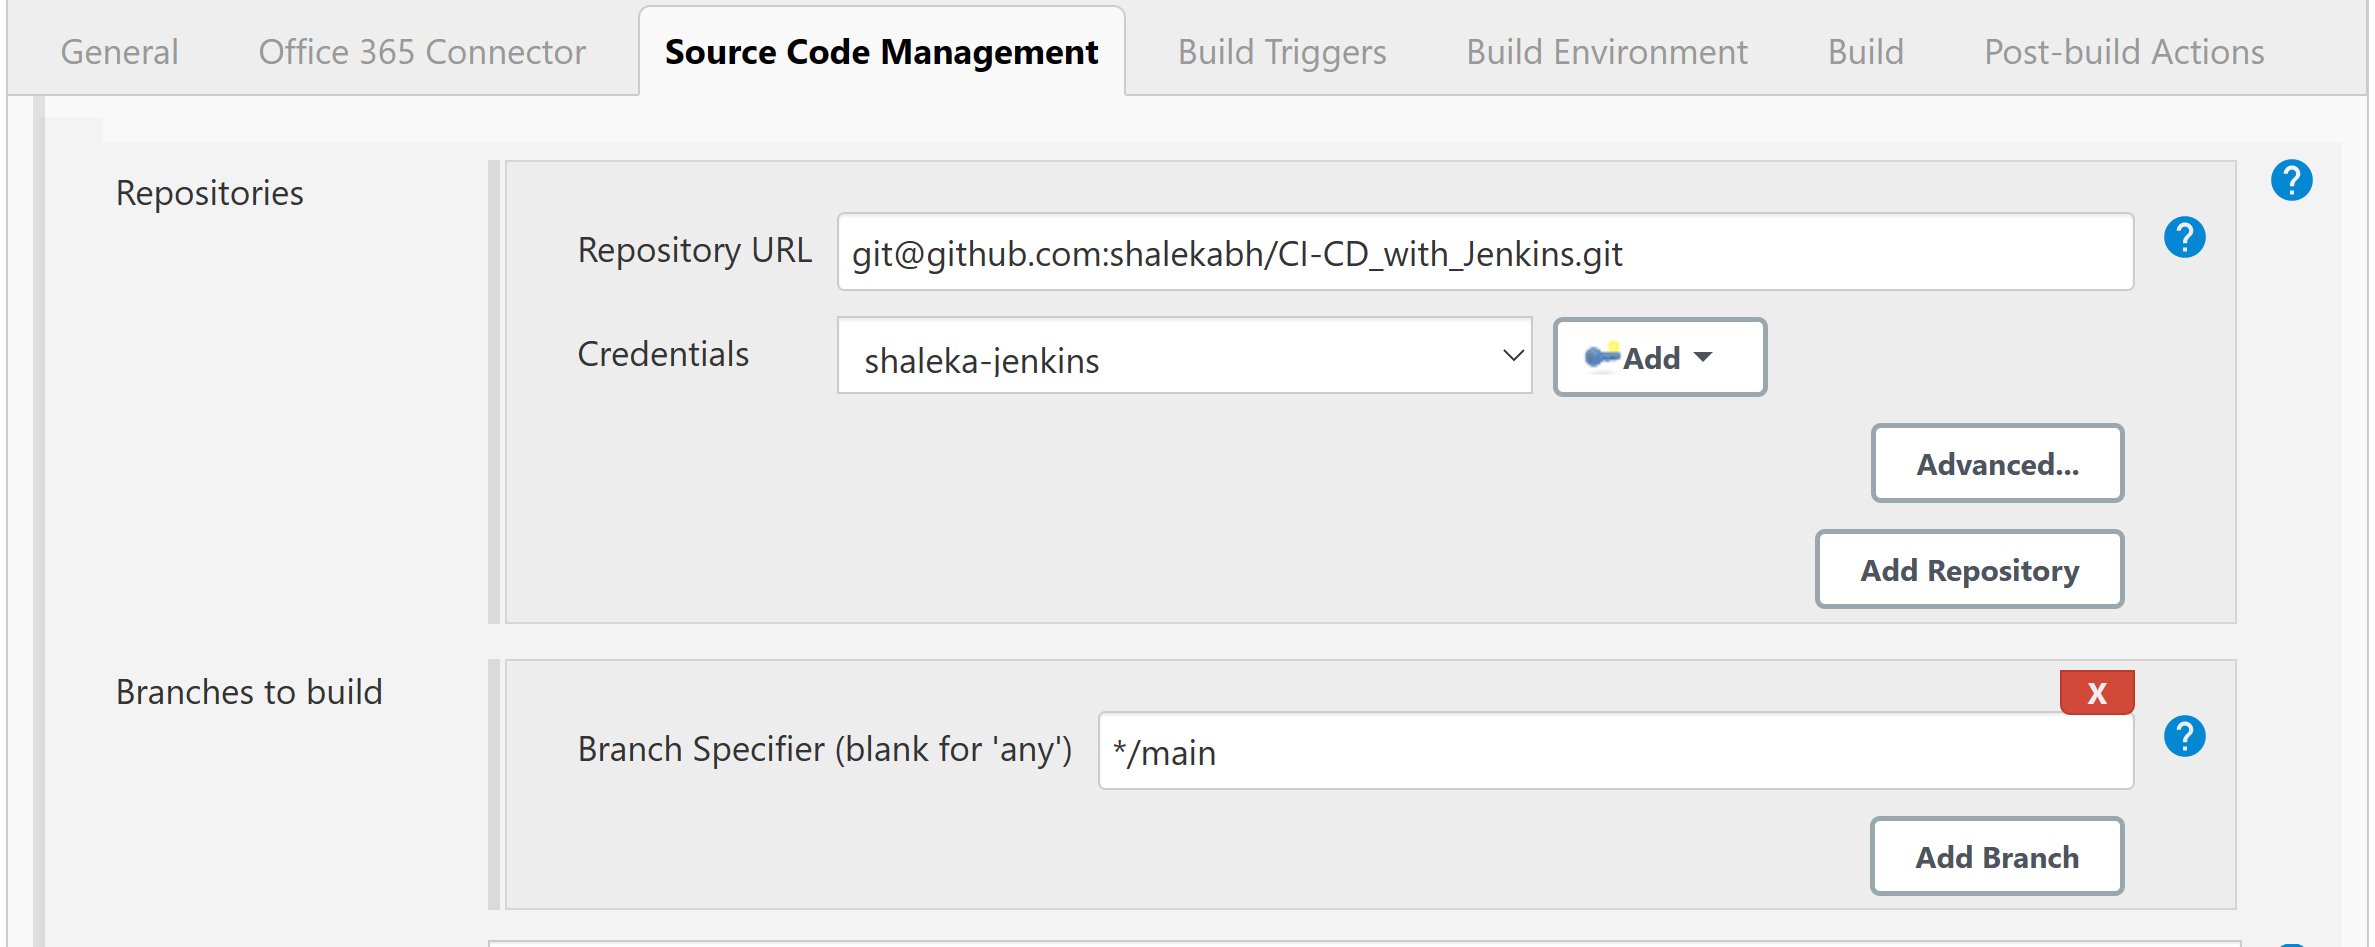 General Office 365 Connector Source Code Management Build Triggers Build Environment Build Post-build Actions
Repositories
?
Repository URL git@github.com:shalekabh/CI-CD_with_Jenkins.git ?
Credentials shaleka-jenkins Add
Advanced...
Add Repository
Branches to build
X
Branch Specifier (blank for 'any') */main ?
Add Branch